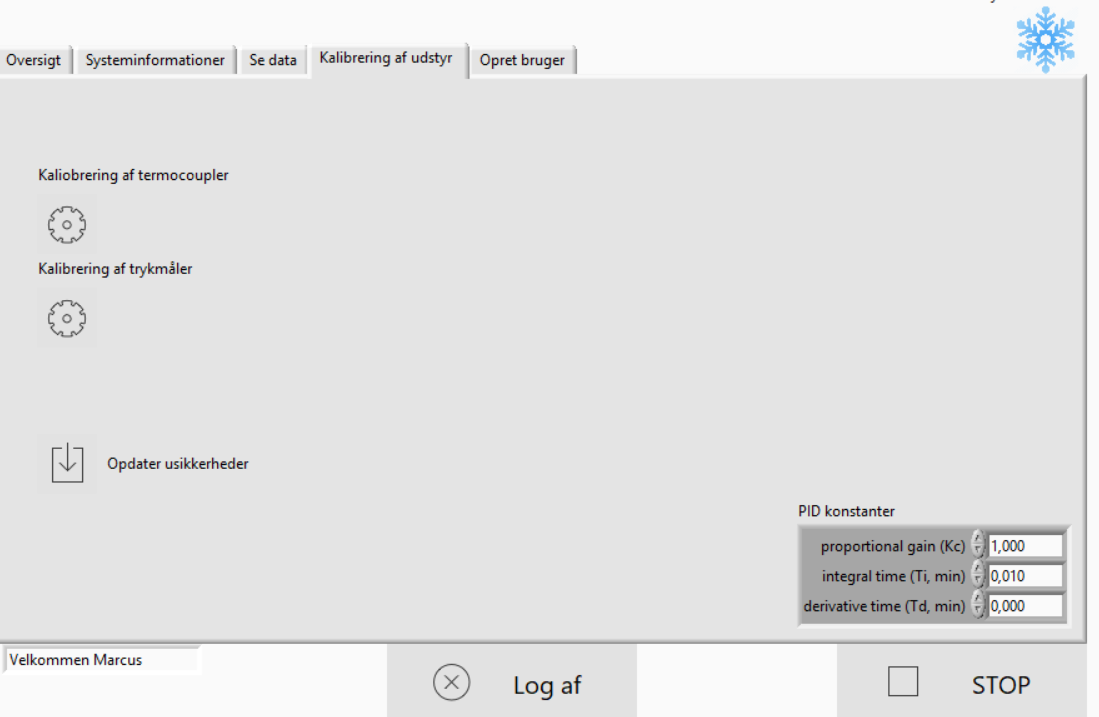 Oversigt
Systeminformationer
Se data
Kalibrering af udstyr
Opret bruger
Kaliobrering af termocoupler
Kalibrering af trykmåler
Opdater usikkerheder
PID konstanter
proportional gain (Kc) 1,000
integral time (Ti, min) 0,010
derivative time (Td, min) 0,000
Velkommen Marcus
Log af
STOP